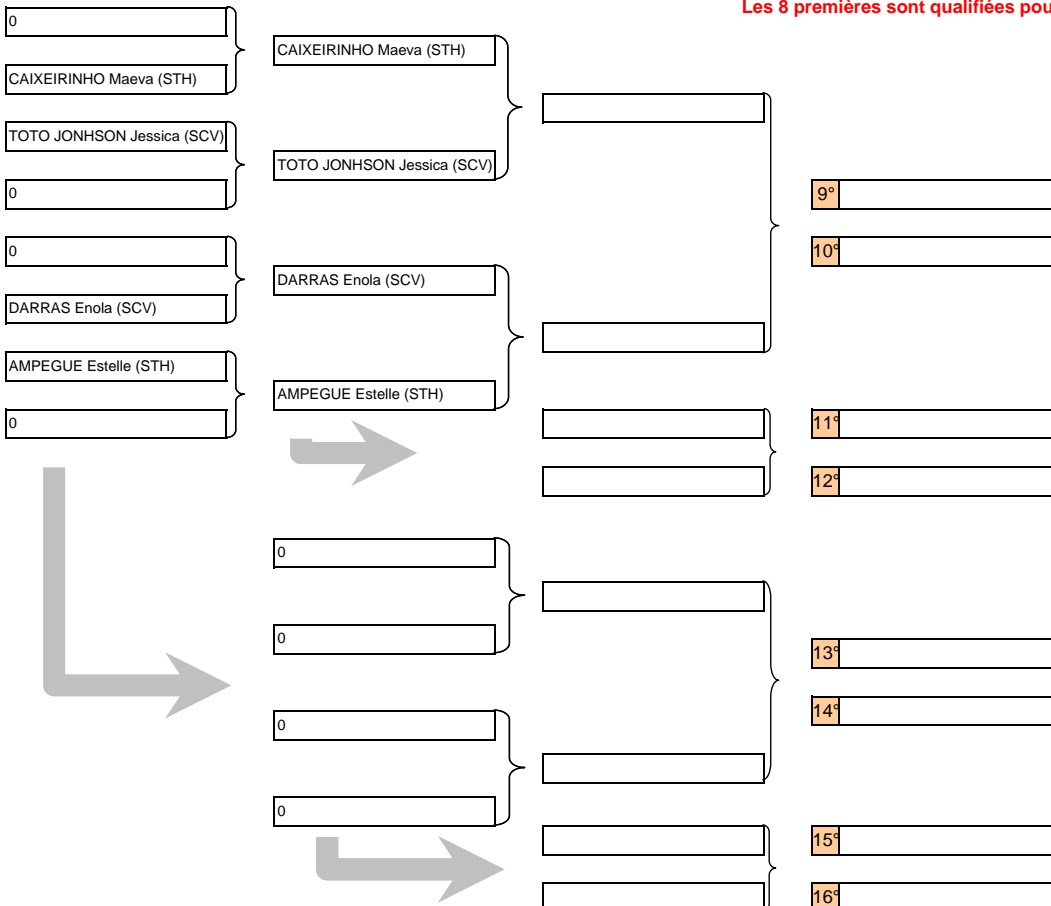 Les 8 premières sont qualifiées pou
0
CAIXEIRINHO Maeva (STH)
TOTO JONHSON Jessica (SCV)
0
0
DARRAS Enola (SCV)
AMPEGUE Estelle (STH)
0
CAIXEIRINHO Maeva (STH)
TOTO JONHSON Jessica (SCV)
DARRAS Enola (SCV)
AMPEGUE Estelle (STH)
0
0
0
0
9°
10°
11°
12°
13°
14°
15°
16°